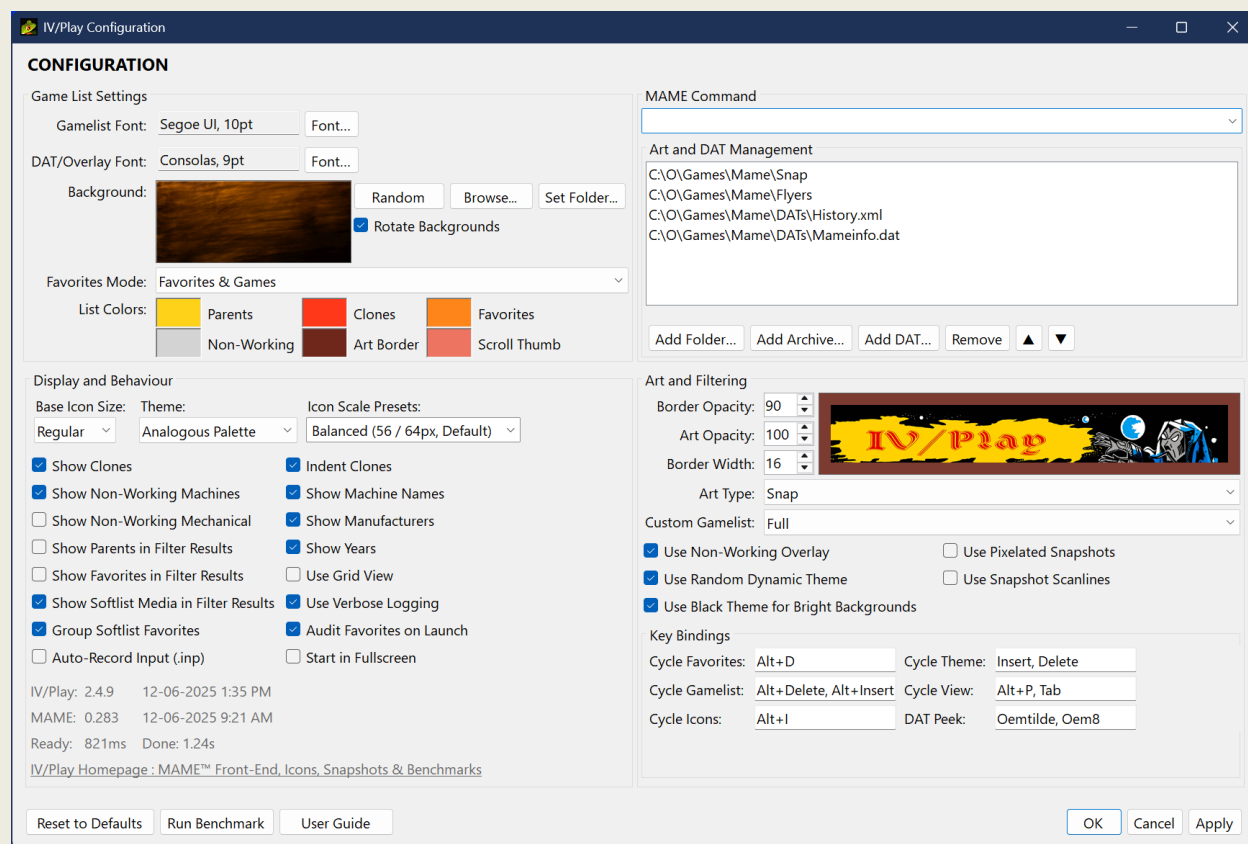 IV/Play Configuration
CONFIGURATION
Game List Settings
Gamelist Font: Segoe UI, 10pt Font...
DAT/Overlay Font: Consolas, 9pt Font...
Background: Random Browse... Set Folder...
Rotate Backgrounds
Favorites Mode: Favorites & Games
List Colors: Parents Clones Favorites
Non-Working Art Border Scroll Thumb
MAME Command
Art and DAT Management
C:\O\Games\Mame\Snap
C:\O\Games\Mame\Flyers
C:\O\Games\Mame\DATs\History.xml
C:\O\Games\Mame\DATs\Mameinfo.dat
Add Folder... Add Archive... Add DAT... Remove ▲ ▼
Display and Behaviour
Base Icon Size: Theme: Icon Scale Presets:
Regular Analogous Palette Balanced (56 / 64px, Default)
Show Clones Indent Clones
Show Non-Working Machines Show Machine Names
Show Non-Working Mechanical Show Manufacturers
Show Parents in Filter Results Show Years
Show Favorites in Filter Results Use Grid View
Show Softlist Media in Filter Results Use Verbose Logging
Group Softlist Favorites Audit Favorites on Launch
Auto-Record Input (.inp) Start in Fullscreen
IV/Play: 2.4.9 12-06-2025 1:35 PM
MAME: 0.283 12-06-2025 9:21 AM
Ready: 821ms Done: 1.24s
IV/Play Homepage : MAME™ Front-End, Icons, Snapshots & Benchmarks
Art and Filtering
Border Opacity: 90
Art Opacity: 100
Border Width: 16
IV/Play
Art Type: Snap
Custom Gamelist: Full
Use Non-Working Overlay Use Pixelated Snapshots
Use Random Dynamic Theme Use Snapshot Scanlines
Use Black Theme for Bright Backgrounds
Key Bindings
Cycle Favorites: Alt+D Cycle Theme: Insert, Delete
Cycle Gamelist: Alt+Delete, Alt+Insert Cycle View: Alt+P, Tab
Cycle Icons: Alt+I DAT Peek: Oemtilde, Oem8
Reset to Defaults Run Benchmark User Guide OK Cancel Apply